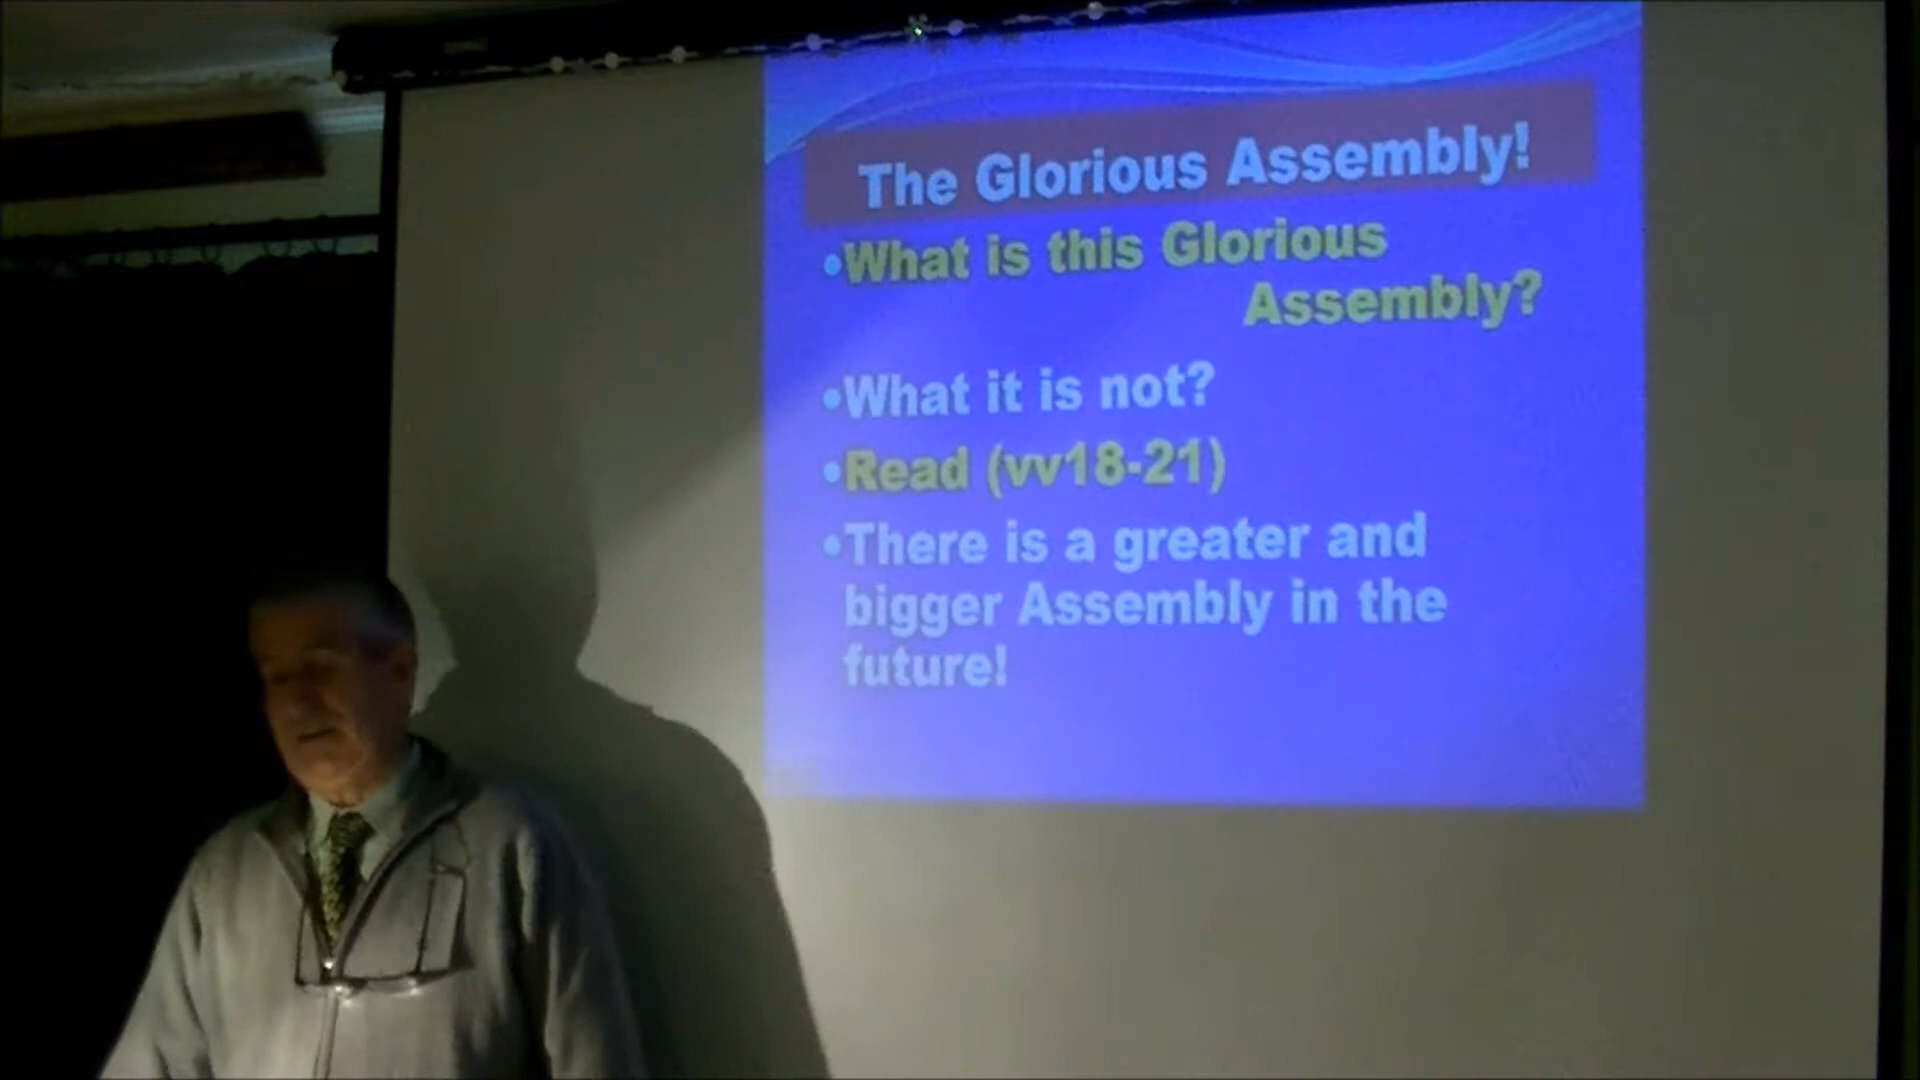 The Glorious Assembly!
•What is this Glorious
Assembly?
•What it is not?
•Read (vv18-21)
•There is a greater and
bigger Assembly in the
future!